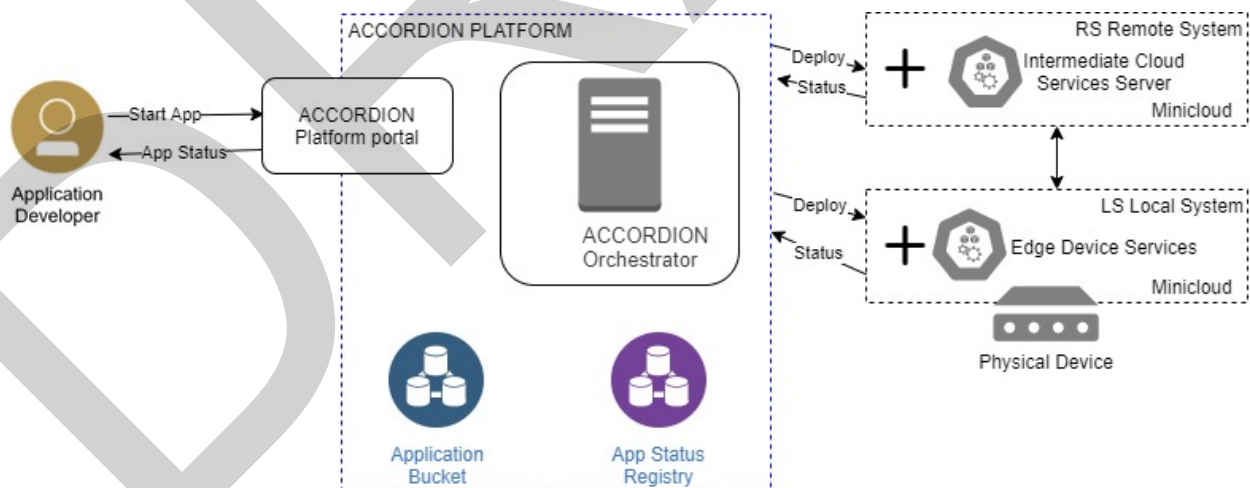 ACCORDION PLATFORM
Start App
App Status
Application
Developer
ACCORDION
Platform portal
ACCORDION
Orchestrator
Application
Bucket
App Status
Registry
Deploy
Status
RS Remote System
Intermediate Cloud
Services Server
Minicloud
Deploy
Status
LS Local System
Edge Device Services
Minicloud
Physical Device